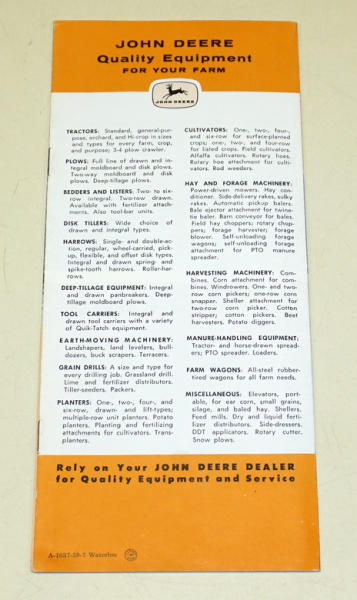 JOHN DEERE
Quality Equipment
FOR YOUR FARM
JOHN DEERE
TRACTORS: Standard, general-pur-
pose, orchard, and Hi-crop in sizes
and types for every farm, crop,
and purpose; 3-4 plow crawler.
PLOWS: Full line of drawn and in-
tegral moldboard and disk plows.
Two-way moldboard and disk
plows. Deep-tillage plows.
BEDDERS AND LISTERS: Two- to six-
row integral. Two-row drawn.
Available with fertilizer attach-
ments. Also tool-bar units.
DISK TILLERS: Wide choice of
drawn and integral types.
HARROWS: Single- and double-ac-
tion, regular, wheel-carried, pick-
up, flexible, and offset disk types.
Integral and drawn spring- and
spike-tooth harrows. Roller-har-
rows.
DEEP-TILLAGE EQUIPMENT: Integral
and drawn panbreakers. Deep-
tillage moldboard plows.
TOOL CARRIERS: Integral and
drawn tool carriers with a variety
of Quik-Tatch equipment.
EARTH-MOVING MACHINERY:
Landshapers, land levelers, bull-
dozers, buck scrapers. Terracers.
GRAIN DRILLS: A size and type for
every drilling job. Grassland drill.
Lime and fertilizer distributors.
Tiller-seeders. Packers.
PLANTERS: One-, two-, four-, and
six-row, drawn- and lift-types;
multiple-row unit planters. Potato
planters. Planting and fertilizing
attachments for cultivators. Trans-
planters.
CULTIVATORS: One-, two-, four-,
and six-row for surface-planted
crops; one-, two-, and four-row
for listed crops. Field cultivators.
Alfalfa cultivators. Rotary hoes.
Rotary hoe attachment for culti-
vators. Rod weeders.
HAY AND FORAGE MACHINERY:
Power-driven mowers. Hay con-
ditioner. Side-delivery rakes, sulky
rakes. Automatic pickup balers.
Bale ejector attachment for twine-
tie baler. Barn conveyor for bales.
Field hay choppers; rotary chop-
pers; forage harvester; forage
blower. Self-unloading forage
wagons; self-unloading forage
attachment for PTO manure
spreader.
HARVESTING MACHINERY: Com-
bines. Corn attachment for com-
bines. Windrowers. One- and two-
row corn pickers; one-row corn
snapper. Sheller attachment for
two-row corn picker. Cotton
stripper; cotton pickers. Beet
harvesters. Potato diggers.
MANURE-HANDLING EQUIPMENT:
Tractor- and horse-drawn spread-
ers; PTO spreader. Loaders.
FARM WAGONS: All-steel rubber-
tired wagons for all farm needs.
MISCELLANEOUS: Elevators, port-
able, for ear corn, small grains,
silage, and baled hay. Shellers.
Feed mills. Dry and liquid ferti-
lizer distributors. Side-dressers.
DDT applicators. Rotary cutter.
Snow plows.
Rely on Your JOHN DEERE DEALER
for Quality Equipment and Service
A-1637-59-7 Waterloo